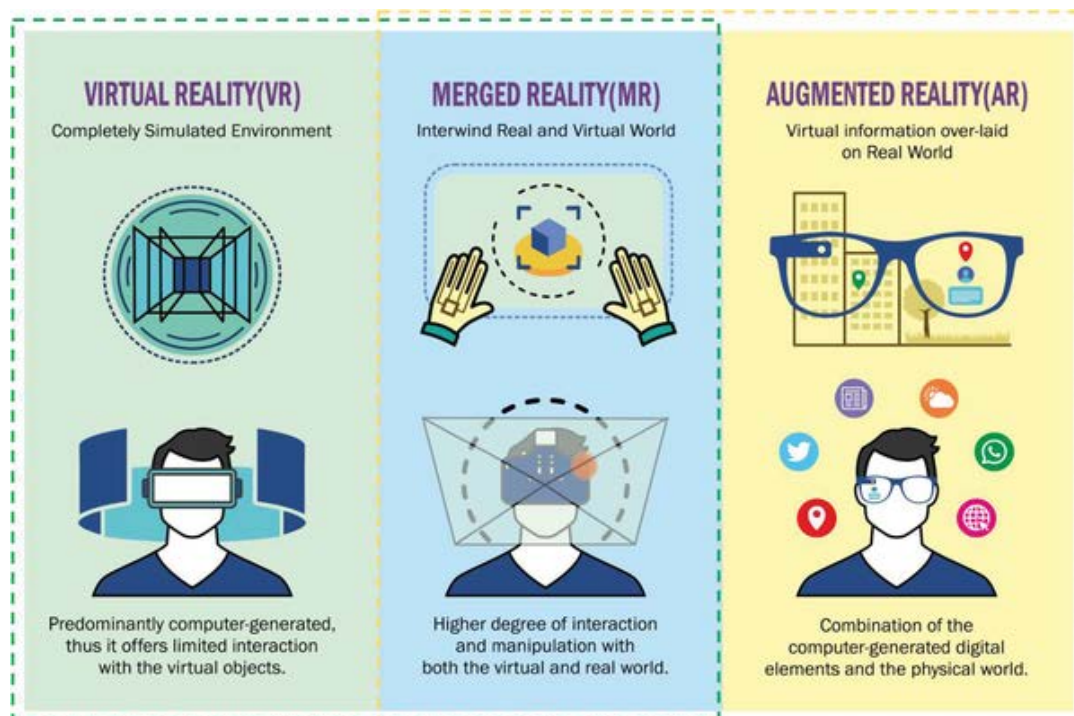 VIRTUAL REALITY(VR)
Completely Simulated Environment
Predominantly computer-generated,
thus it offers limited interaction
with the virtual objects.
MERGED REALITY(MR)
Interwind Real and Virtual World
Higher degree of interaction
and manipulation with
both the virtual and real world.
AUGMENTED REALITY(AR)
Virtual information over-laid
on Real World
Combination of the
computer-generated digital
elements and the physical world.